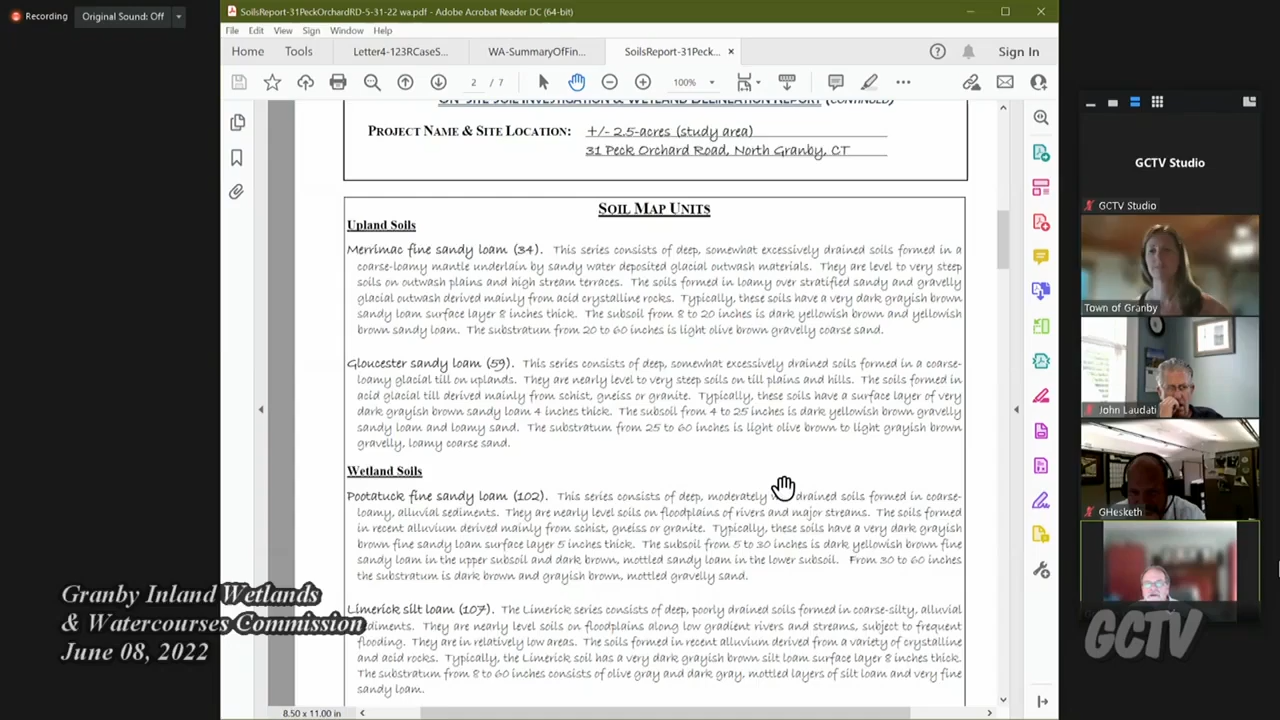 Recording
Original Sound: Off
SoilsReport-31PeckOrchardRD-5-31-22 wa.pdf - Adobe Acrobat Reader DC (64-bit)
File Edit View Sign Window Help
Home Tools Letter4-123RCaseS... WA-SummaryOfFin... SoilsReport-31Peck... × Sign In
2 / 7 100%
ON-SITE SOIL INVESTIGATION & WETLAND DELINEATION REPORT (CONTINUED)
PROJECT NAME & SITE LOCATION: +/- 2.5-acres (study area)
31 Peck Orchard Road, North Granby, CT
SOIL MAP UNITS
Upland Soils
Merrimac fine sandy loam (34). This series consists of deep, somewhat excessively drained soils formed in a
coarse-loamy mantle underlain by sandy water deposited glacial outwash materials. They are level to very steep
soils on outwash plains and high stream terraces. The soils formed in loamy over stratified sandy and gravelly
glacial outwash derived mainly from acid crystalline rocks. Typically, these soils have a very dark grayish brown
sandy loam surface layer 8 inches thick. The subsoil from 8 to 20 inches is dark yellowish brown and yellowish
brown sandy loam. The substratum from 20 to 60 inches is light olive brown gravelly coarse sand.
Gloucester sandy loam (59). This series consists of deep, somewhat excessively drained soils formed in a coarse-
loamy glacial till on uplands. They are nearly level to very steep soils on till plains and hills. The soils formed in
acid glacial till derived mainly from schist, gneiss or granite. Typically, these soils have a surface layer of very
dark grayish brown sandy loam 4 inches thick. The subsoil from 4 to 25 inches is dark yellowish brown gravelly
sandy loam and loamy sand. The substratum from 25 to 60 inches is light olive brown to light grayish brown
gravelly, loamy coarse sand.
Wetland Soils
Pootatuck fine sandy loam (102). This series consists of deep, moderately drained soils formed in coarse-
loamy, alluvial sediments. They are nearly level soils on floodplains of rivers and major streams. The soils formed
in recent alluvium derived mainly from schist, gneiss or granite. Typically, these soils have a very dark grayish
brown fine sandy loam surface layer 5 inches thick. The subsoil from 5 to 30 inches is dark yellowish brown fine
sandy loam in the upper subsoil and dark brown, mottled sandy loam in the lower subsoil. From 30 to 60 inches
the substratum is dark brown and grayish brown, mottled gravelly sand.
Limerick silt loam (107). The Limerick series consists of deep, poorly drained soils formed in coarse-silty, alluvial
sediments. They are nearly level soils on floodplains along low gradient rivers and streams, subject to frequent
flooding. They are in relatively low areas. The soils formed in recent alluvium derived from a variety of crystalline
and acid rocks. Typically, the Limerick soil has a very dark grayish brown silt loam surface layer 8 inches thick.
The substratum from 8 to 60 inches consists of olive gray and dark gray, mottled layers of silt loam and very fine
sandy loam.
8.50 x 11.00 in
Granby Inland Wetlands
& Watercourses Commission
June 08, 2022
GCTV Studio
GCTV Studio
Town of Granby
John Laudati
GHesketh
GCTV